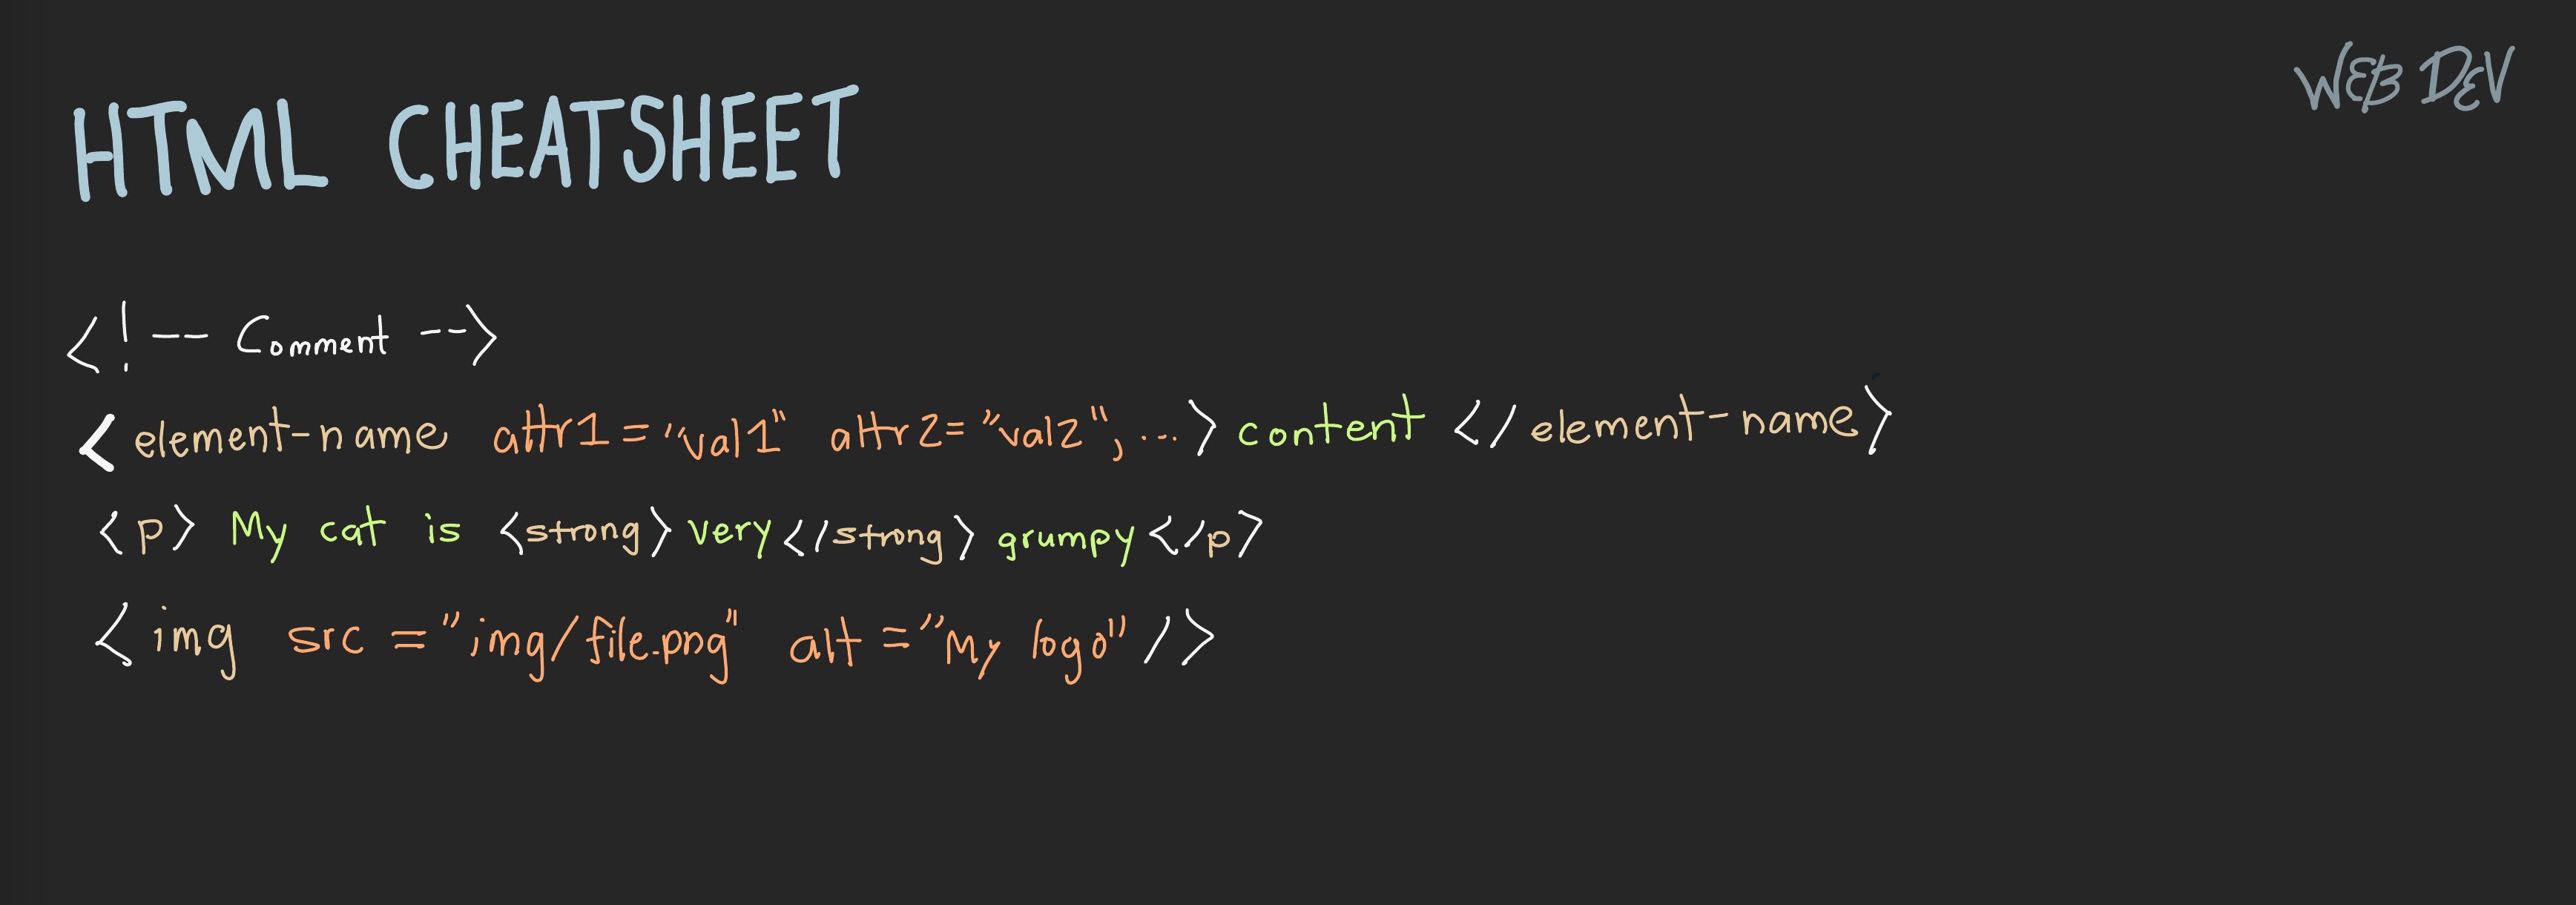 WEB DEV
HTML CHEATSHEET
<!-- Comment -->
<element-name attr1="val1" attr2="val2", ...> content </element-name>
<p> My cat is <strong> very </strong> grumpy </p>
<img src="img/file.png" alt="My logo" />